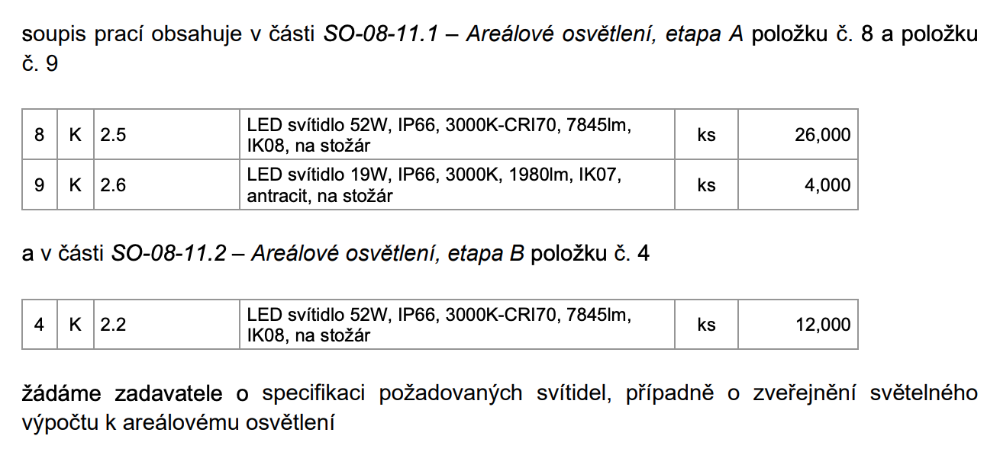 soupis prací obsahuje v části SO-08-11.1 – Areálové osvětlení, etapa A položku č. 8 a položku
č. 9
8 K 2.5 LED svítidlo 52W, IP66, 3000K-CRI70, 7845lm, ks 26,000
IK08, na stožár
9 K 2.6 LED svítidlo 19W, IP66, 3000K, 1980lm, IK07, ks 4,000
antracit, na stožár
a v části SO-08-11.2 – Areálové osvětlení, etapa B položku č. 4
4 K 2.2 LED svítidlo 52W, IP66, 3000K-CRI70, 7845lm, ks 12,000
IK08, na stožár
žádáme zadavatele o specifikaci požadovaných svítidel, případně o zveřejnění světelného
výpočtu k areálovému osvětlení